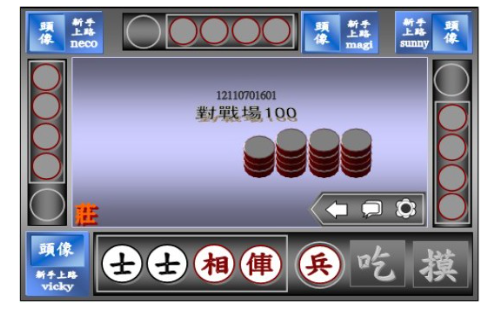 頭像
新手上路
neco
頭像
新手上路
magi
新手上路
sunny
頭像
12110701601
對戰場100
莊
頭像
新手上路
vicky
士 士 相 俥 兵 吃 摸